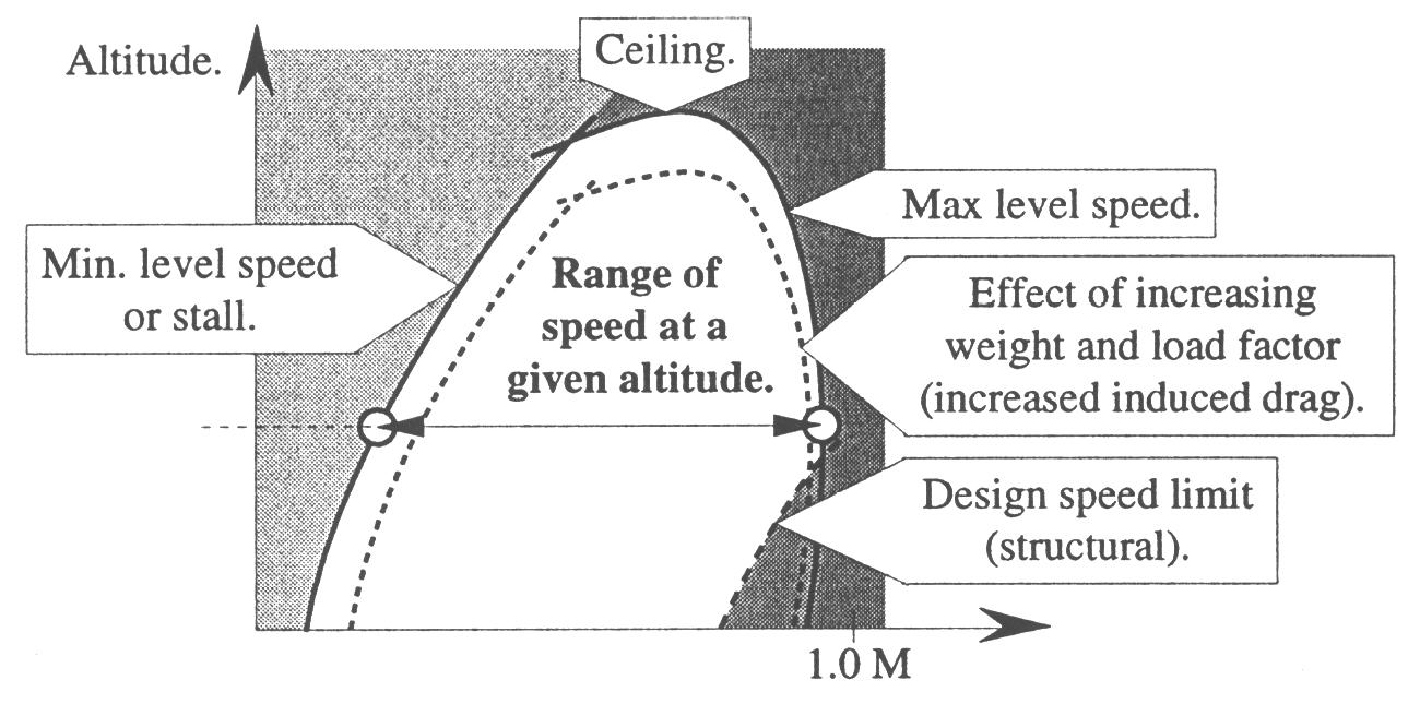 Altitude.
Ceiling.
Max level speed.
Min. level speed
or stall.
Range of
speed at a
given altitude.
Effect of increasing
weight and load factor
(increased induced drag).
Design speed limit
(structural).
1.0 M